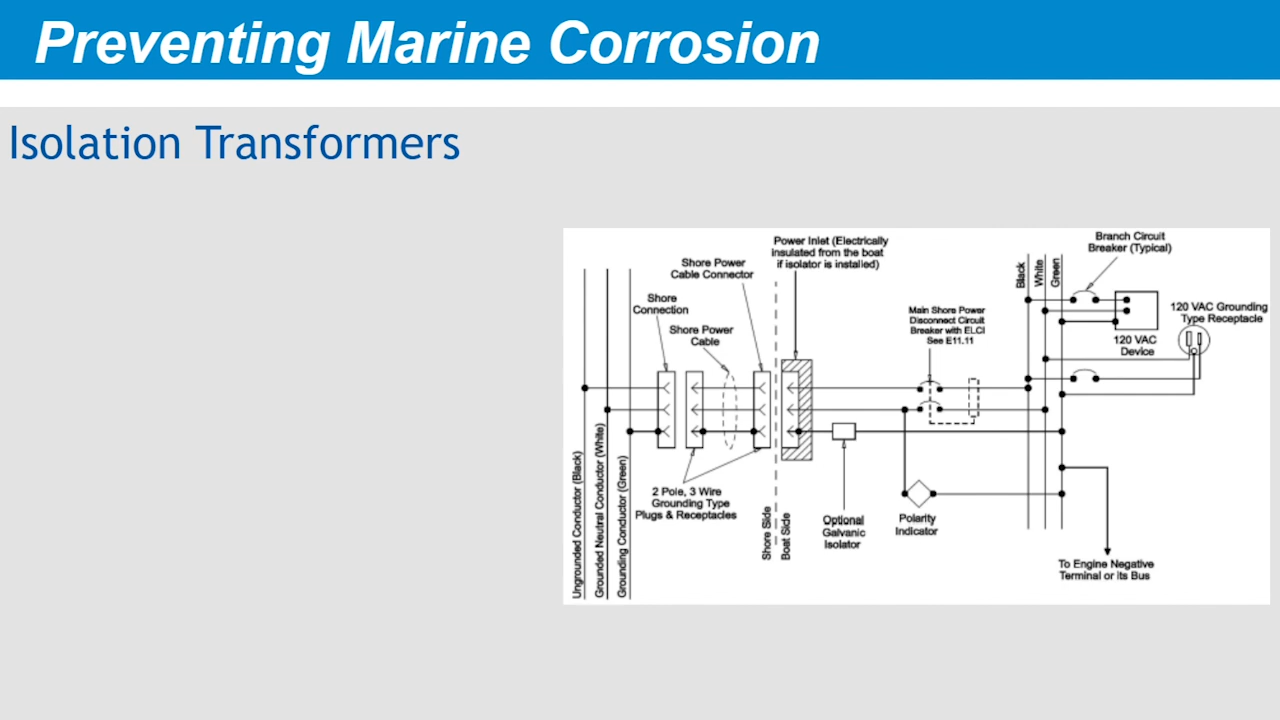 Preventing Marine Corrosion
Isolation Transformers
Power Inlet (Electrically
insulated from the boat
if isolator is installed)
Branch Circuit
Breaker (Typical)
Shore Power
Cable Connector
Shore
Connection
Shore Power
Cable
Main Shore Power
Disconnect Circuit
Breaker with ELCI
See E11.11
Black
White
Green
120 VAC Grounding
Type Receptacle
120 VAC
Device
Ungrounded Conductor (Black)
Grounded Neutral Conductor (White)
Grounding Conductor (Green)
2 Pole, 3 Wire
Grounding Type
Plugs & Receptacles
Shore Side
Boat Side
Optional
Galvanic
Isolator
Polarity
Indicator
To Engine Negative
Terminal or its Bus